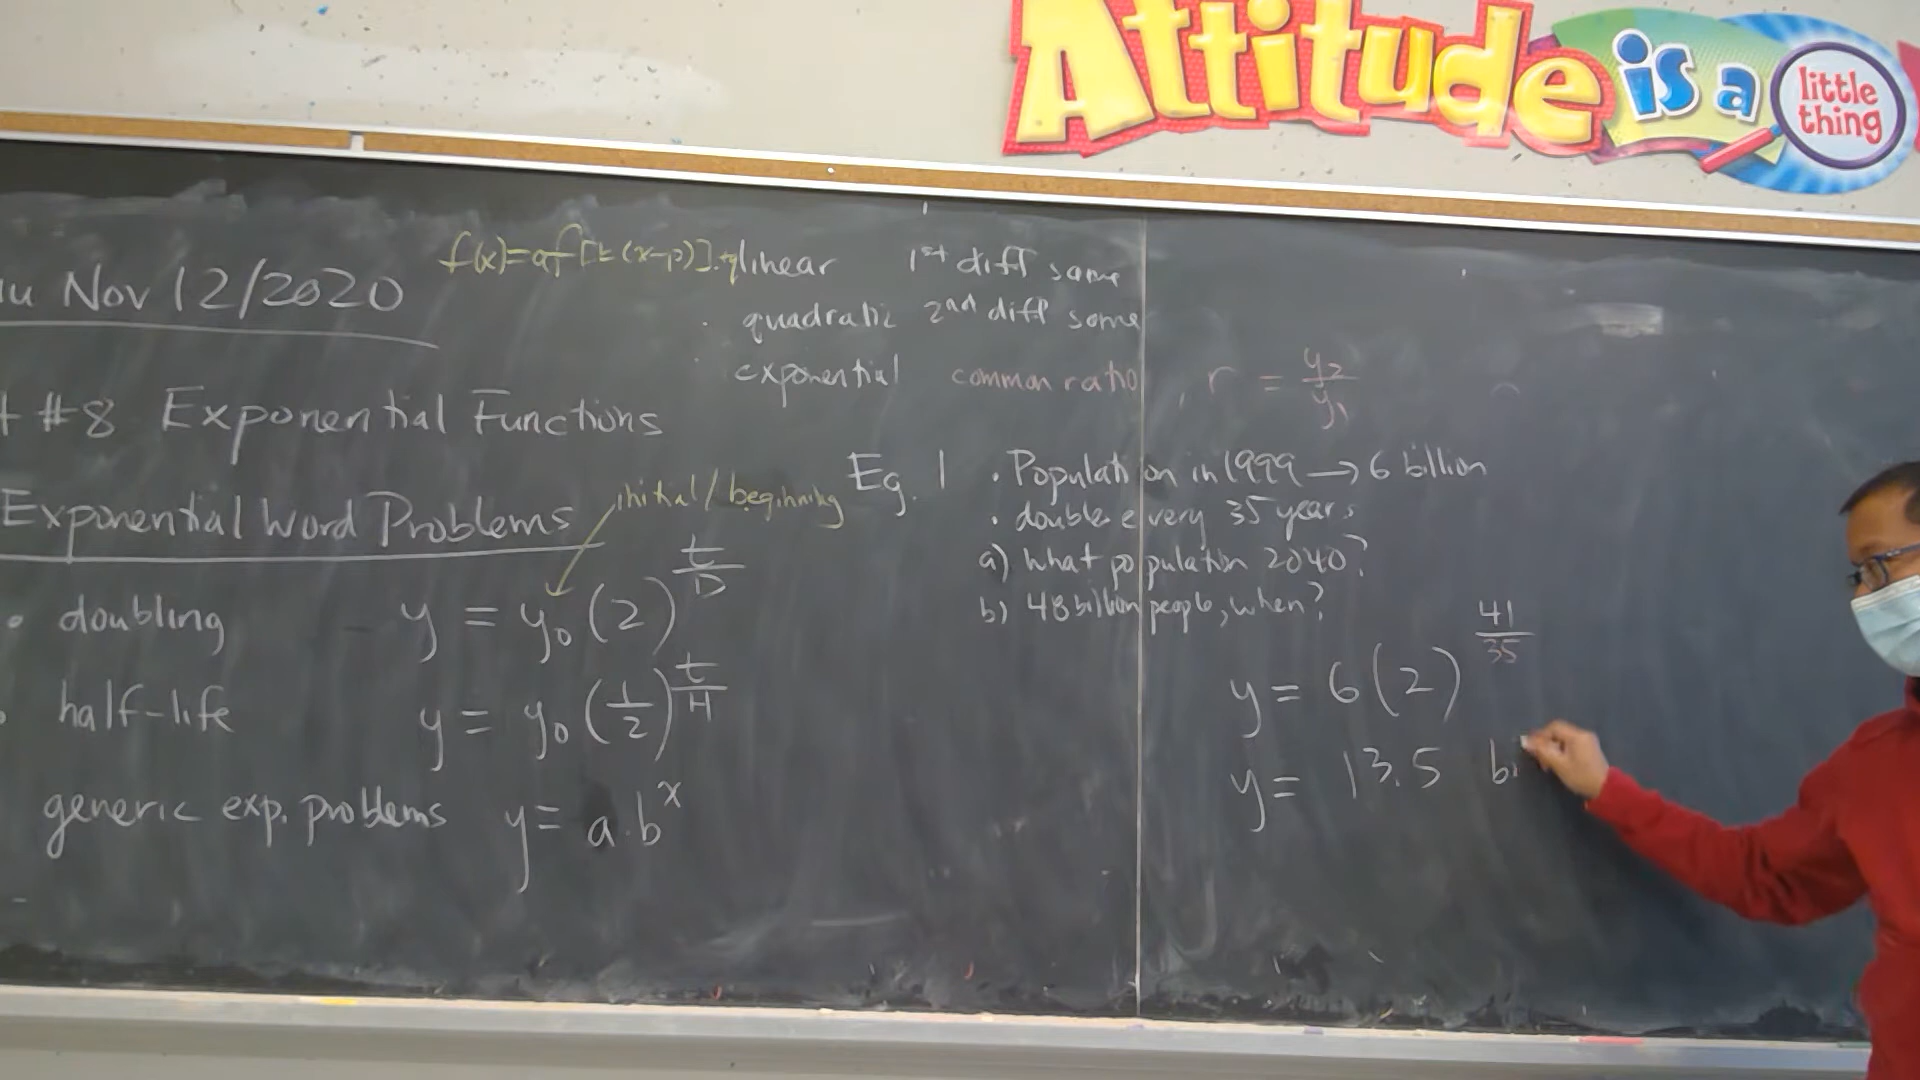 Attitude is a little thing
f(x)=af[k(x-p)]+q
linear 1st diff same
quadratic 2nd diff same
exponential common ratio, r = y₂/y₁
Nov 12/2020
#8 Exponential Functions
Exponential Word Problems
initial/beginning
• doubling y = y₀(2)^(t/D)
• half-life y = y₀(1/2)^(t/H)
generic exp. problems y = a·b^x
Eg. 1 • Population in 1999 → 6 billion
• doubles every 35 years
a) What population 2040?
b) 48 billion people, when?
y = 6(2)^(41/35)
y = 13.5 bi